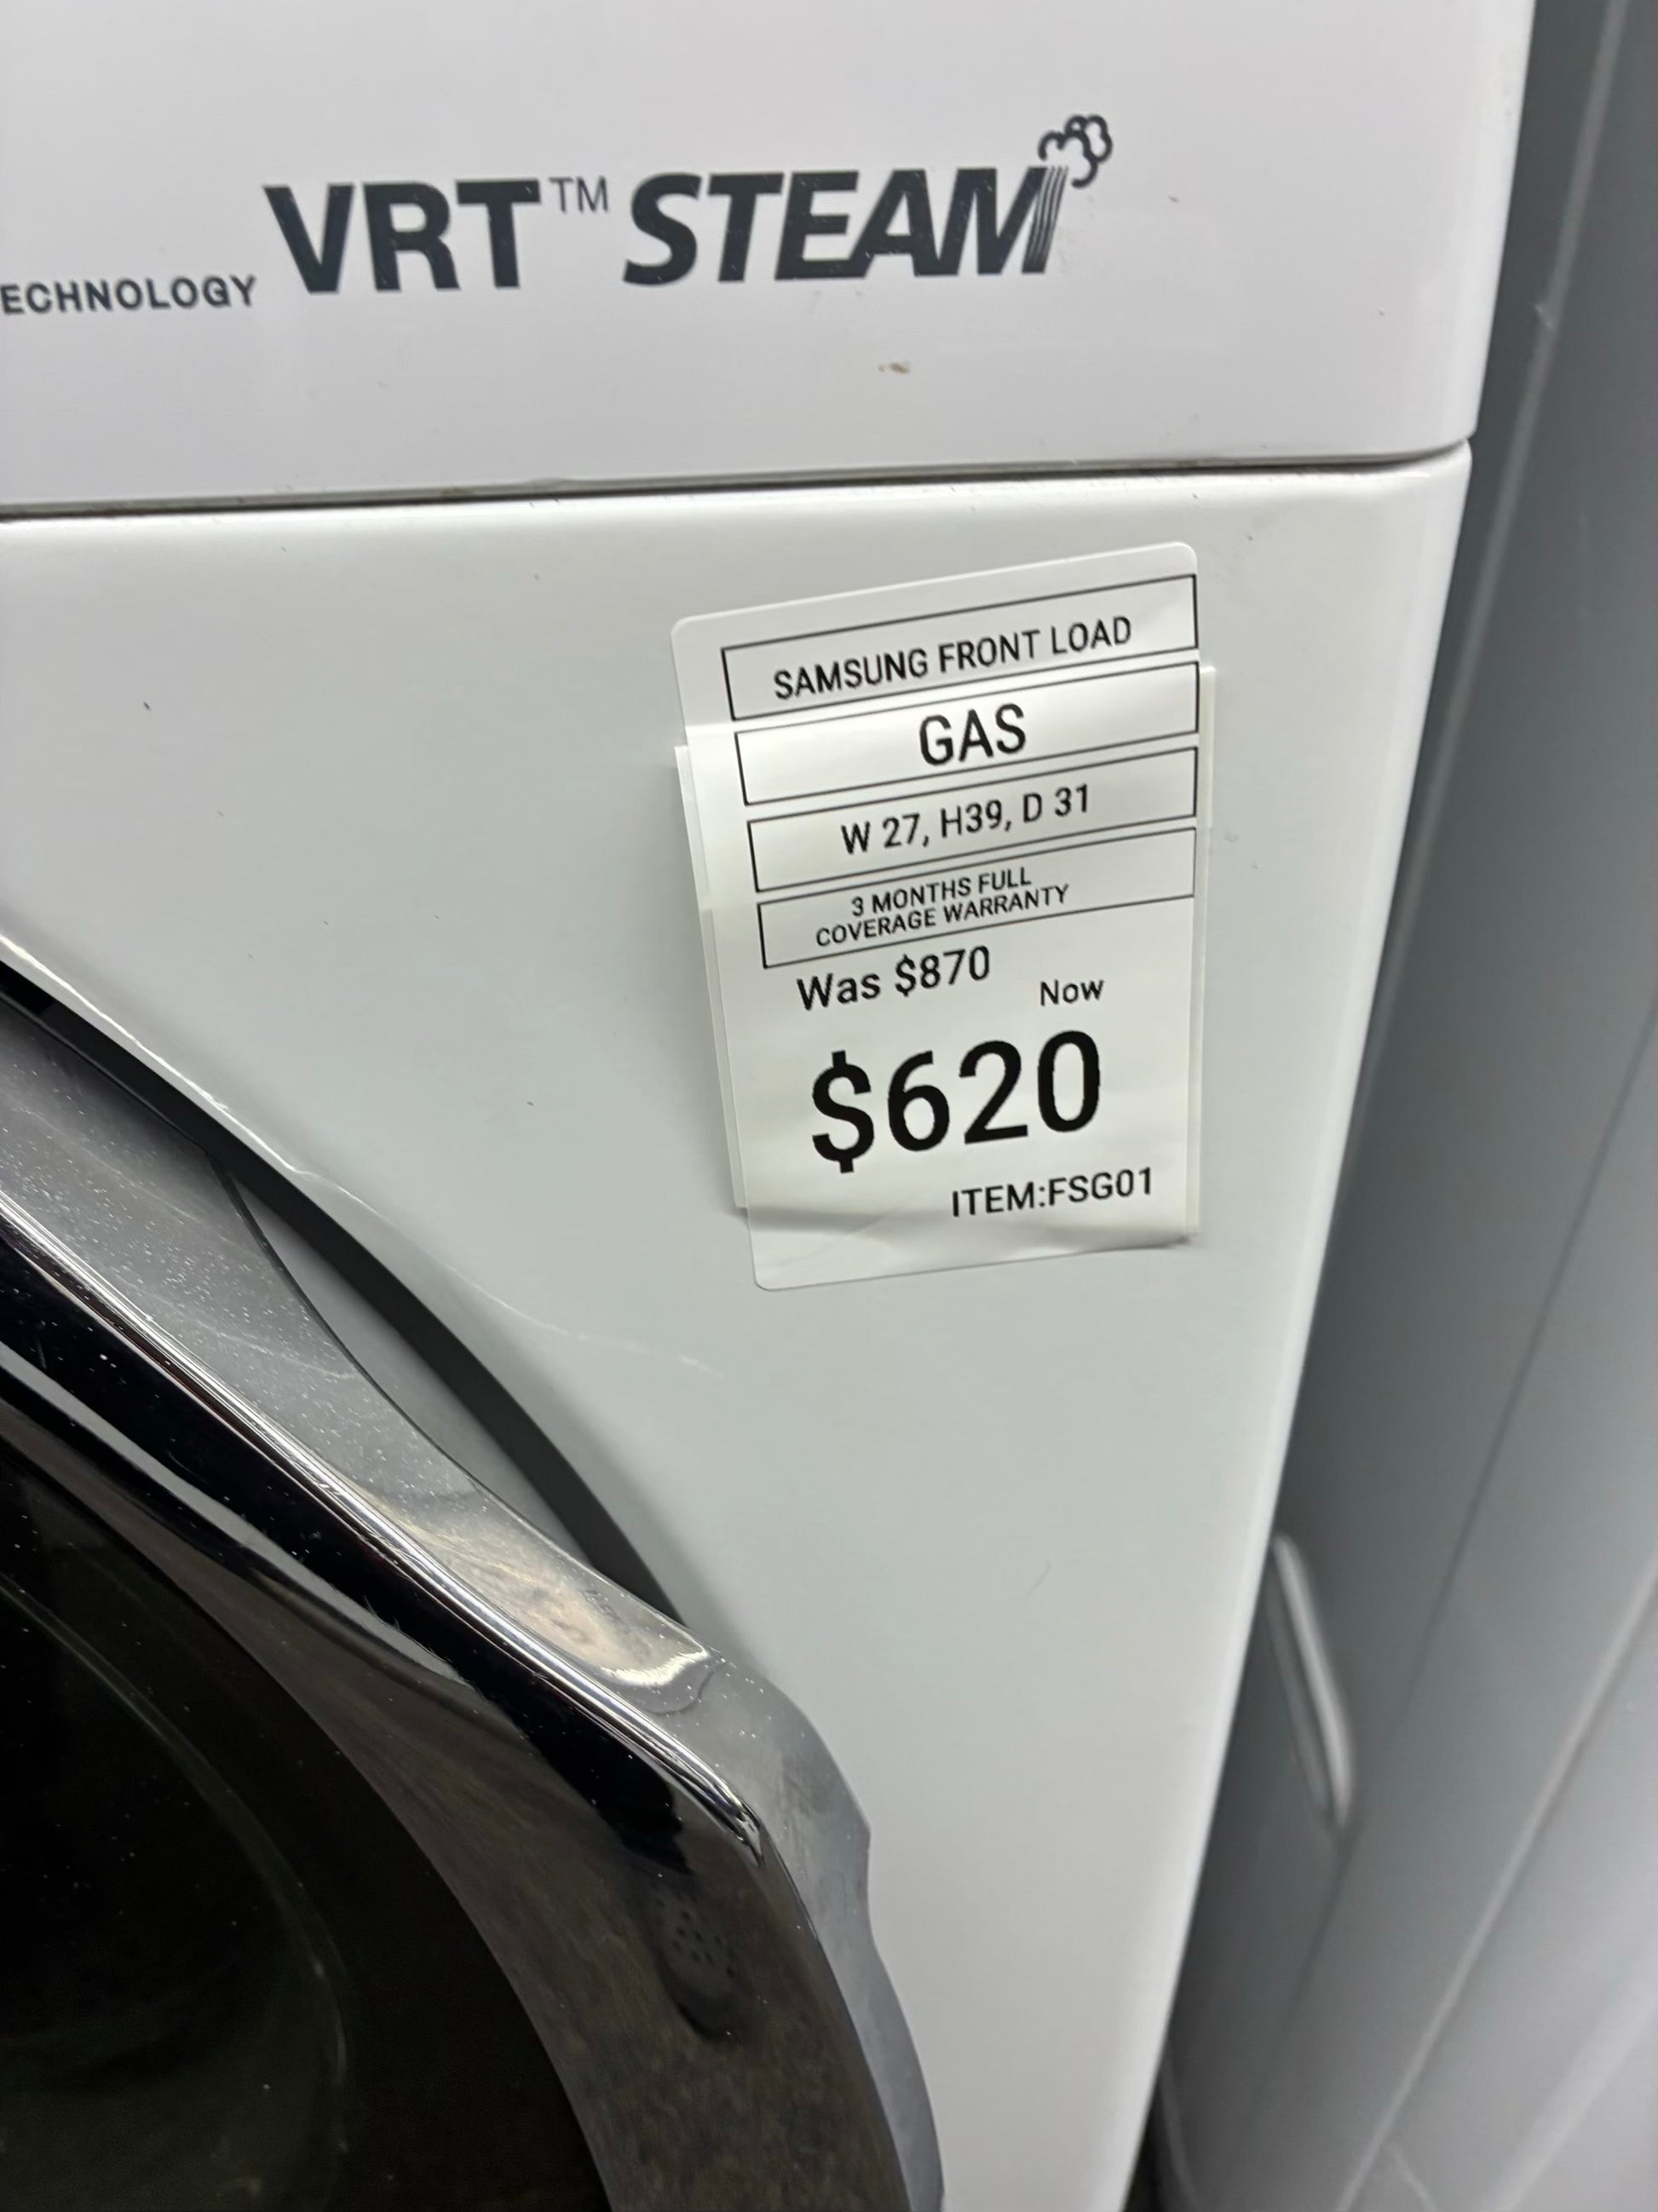 ECHNOLOGY VRT™ STEAM
SAMSUNG FRONT LOAD
GAS
W 27, H39, D 31
3 MONTHS FULL
COVERAGE WARRANTY
Was $870
Now
$620
ITEM:FSG01